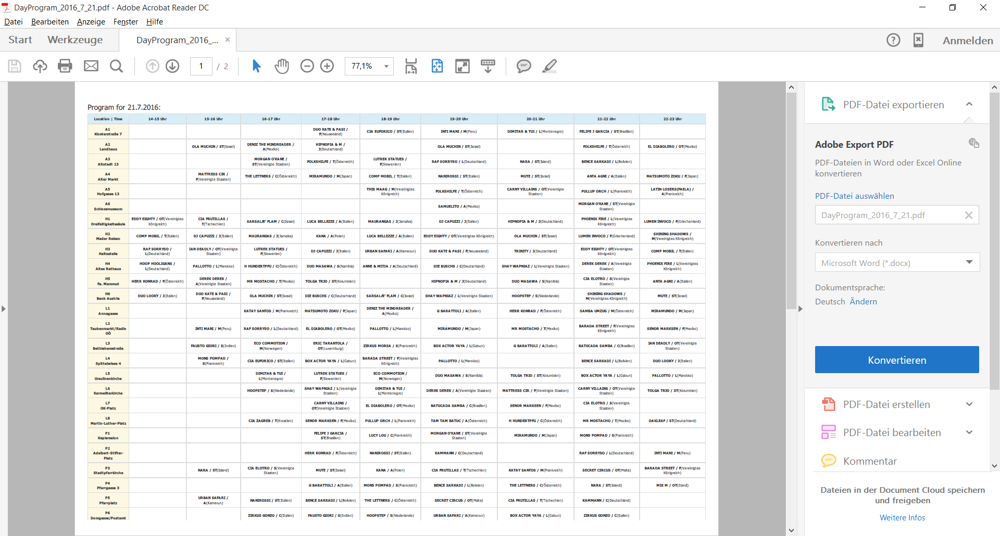 DayProgram_2016_7_21.pdf - Adobe Acrobat Reader DC
Datei Bearbeiten Anzeige Fenster Hilfe
Start Werkzeuge DayProgram_2016_... × Anmelden
1 / 2 77,1%
Program for 21.7.2016:
Location | Time 14-15 Uhr 15-16 Uhr 16-17 Uhr 17-18 Uhr 18-19 Uhr 19-20 Uhr 20-21 Uhr 21-22 Uhr 22-23 Uhr
A1 Klosterstraße 7 DUO KATE & PASI / F(Neuseeland) CIA EUFORICO / ST(Italien) INTI MANI / M(Peru) DIMITAR & TUI / L(Montenegro) FELIPE J GARCIA / ST(Brasilien)
A2 Landhaus OLA MUCHIN / ST(Israel) DENIZ THE MINDREADER / A(Mexiko) HIPNOPIA & M / J(Deutschland) OLA MUCHIN / ST(Israel) FOLKSHILFE / T(Österreich) EL DIABOLERO / OT(Mexiko)
A3 Altstadt 13 MORGAN O'KANE / ST(Vereinigte Staaten) FOLKSHILFE / T(Österreich) LUTREK STATUES / F(Slowenien) RAF SORRYSO / L(Deutschland) NARA / ST(Island) BENCE SARKADI / L(Bolivien)
A4 Alter Markt MATTRESS CIR / F(Vereinigte Staaten) THE LETTNERS / C(Österreich) MIRAMUNDO / M(Japan) COMP MOBIL / T(Italien) NANIROSSI / ST(Italien) MUTE / ST(Israel) ANTA AGNI / A(Italien) MATSUMOTO ZOKU / F(Japan)
A5 Hofgasse 13 THIS MAAG / M(Vereinigtes Königreich) FOLKSHILFE / T(Österreich) CARNY VILLAINS / OT(Vereinigte Staaten) PULLUP ORCH / L(Frankreich) LATIN LOSERS(FAELA) / A(Frankreich)
A6 Schlossmuseum SAMUELITO / A(Mexiko) MORGAN O'KANE / ST(Vereinigte Staaten)
H1 Dreifaltigkeitssäule EDDY EIGHTY / OT(Vereinigtes Königreich) CIA FRUTILLAS / T(Tschechien) SARSALÆ' FLAM / C(Israel) LUCA BELLEZZE / A(Italien) MAURANGAS / J(Jamaika) DJ CAPUZZI / J(Italien) HIPNOPIA & M / J(Deutschland) PHOENIX FIRE / L(Vereinigtes Königreich) LUMEN INVOCO / F(Griechenland)
H2 Mader Reisen COMP MOBIL / T(Italien) DJ CAPUZZI / J(Italien) MAURANGAS / J(Jamaika) KANA / A(Polen) LUCA BELLEZZE / A(Italien) EDDY EIGHTY / OT(Vereinigtes Königreich) OLA MUCHIN / ST(Israel) LUMEN INVOCO / F(Griechenland) SHINING SHADOWS / M(Vereinigtes Königreich)
H3 Haltestelle RAF SORRYSO / L(Deutschland) IAN DEADLY / OT(Vereinigte Staaten) LUTREK STATUES / F(Slowenien) DJ CAPUZZI / J(Italien) URBAN SAFARI / A(Kamerun) DUO KATE & PASI / F(Neuseeland) TRINITY / J(Deutschland) EDDY EIGHTY / OT(Vereinigtes Königreich) COMP MOBIL / T(Italien)
H4 Altes Rathaus HOOP HOOLIGANS / L(Deutschland) PALLOTTO / L(Marokko) H HUNDERTPFU / C(Österreich) DUO MASAWA / S(Namibia) ANNE & MITJA / A(Deutschland) DIE BUSCHS / C(Deutschland) SHAY WAPNIAZ / L(Vereinigte Staaten) DEREK DEREK / A(Vereinigte Staaten) PHOENIX FIRE / L(Vereinigtes Königreich)
H5 Fa. Mammut HERR KONRAD / F(Österreich) DEREK DEREK / A(Vereinigte Staaten) MR MOSTACHO / T(Mexiko) TOLGA TRIO / ST(Kolumbien) HIPNOPIA & M / J(Deutschland) DUO MASAWA / S(Namibia) CIA ELOTRO / S(Vereinigte Staaten) ANTA AGNI / A(Italien)
H6 Bank Austria DUO LOOKY / J(Italien) DUO KATE & PASI / F(Neuseeland) OLA MUCHIN / ST(Israel) DIE BUSCHS / C(Deutschland) SARSALÆ' FLAM / C(Israel) SHAY WAPNIAZ / L(Vereinigte Staaten) HOOPSTEP / S(Niederlande) SHINING SHADOWS / M(Vereinigtes Königreich) MUTE / ST(Israel)
L1 Annagasse KATAY SANTOS / M(Frankreich) MATSUMOTO ZOKU / F(Japan) DENIZ THE MINDREADER / A(Mexiko) G BARATTOLI / A(Italien) HERR KONRAD / F(Österreich) SAMBA UMZUG / M(Österreich) MIRAMUNDO / M(Japan)
L2 Taubenmarkt/Radio OÖ INTI MANI / M(Peru) RAF SORRYSO / L(Deutschland) EL DIABOLERO / OT(Mexiko) PALLOTTO / L(Marokko) MIRAMUNDO / M(Japan) MR MOSTACHO / T(Mexiko) BARADA STREET / F(Vereinigtes Königreich) SENOR MARKSEN / F(Mexiko)
L3 Bethlehemstraße FAUSTO GIORI / S(Indien) ECO COMMOTION / M(Norwegen) ERIC TARANTOLA / OT(Luxemburg) ZIRKUS MORSA / S(Frankreich) BOX ACTOR YAYA / L(Gabun) G BARATTOLI / A(Italien) BATUCADA SAMBA / C(Brasilien) IAN DEADLY / OT(Vereinigte Staaten)
L4 Spittelwiese 4 MONS POMPAD / S(Frankreich) CIA EUFORICO / ST(Italien) BOX ACTOR YAYA / L(Gabun) BARADA STREET / F(Vereinigtes Königreich) PALLOTTO / L(Marokko) BENCE SARKADI / L(Bolivien) DUO LOOKY / J(Italien)
L5 Ursulinenkirche DIMITAR & TUI / L(Montenegro) LUTREK STATUES / F(Slowenien) ECO COMMOTION / M(Norwegen) DUO MASAWA / S(Namibia) TOLGA TRIO / ST(Kolumbien) BOX ACTOR YAYA / L(Gabun) PALLOTTO / L(Marokko)
L6 Karmeliterkirche HOOPSTEP / S(Niederlande) SHAY WAPNIAZ / L(Vereinigte Staaten) DIMITAR & TUI / L(Montenegro) DEREK DEREK / A(Vereinigte Staaten) MATTRESS CIR / F(Vereinigte Staaten) CARNY VILLAINS / OT(Vereinigte Staaten) TOLGA TRIO / ST(Kolumbien)
L7 OK-Platz CARNY VILLAINS / OT(Vereinigte Staaten) EL DIABOLERO / OT(Mexiko) BATUCADA SAMBA / C(Brasilien) SENOR MARKSEN / F(Mexiko) CIA ELOTRO / S(Vereinigte Staaten)
L8 Martin-Luther-Platz CIA ZAGREB / T(Kroatien) SENOR MARKSEN / F(Mexiko) PULLUP ORCH / L(Frankreich) TAM TAM BATUC / A(Österreich) H HUNDERTPFU / C(Österreich) MR MOSTACHO / T(Mexiko) OAKLEAF / ST(Deutschland)
P1 Keplersalon FELIPE J GARCIA / ST(Brasilien) LUCY LOU / C(Frankreich) MORGAN O'KANE / ST(Vereinigte Staaten) MIRAMUNDO / M(Japan) MONS POMPAD / S(Frankreich)
P2 Adalbert-Stifter-Platz HERR KONRAD / F(Österreich) NANIROSSI / ST(Italien) KAMMANN / C(Deutschland) RAF SORRYSO / L(Deutschland) INTI MANI / M(Peru)
P3 Stadtpfarrkirche NARA / ST(Island) CIA ELOTRO / S(Vereinigte Staaten) MUTE / ST(Israel) KANA / A(Polen) CIA FRUTILLAS / T(Tschechien) KATAY SANTOS / M(Frankreich) SECRET CIRCUS / OT(Malta) BARADA STREET / F(Vereinigtes Königreich)
P4 Pfarrgasse 3 G BARATTOLI / A(Italien) MONS POMPAD / S(Frankreich) BENCE SARKADI / L(Bolivien) THE LETTNERS / C(Österreich) NARA / ST(Island) MIX M / OT(Irland)
P5 Pfarrplatz URBAN SAFARI / A(Kamerun) NANIROSSI / ST(Italien) BENCE SARKADI / L(Bolivien) THE LETTNERS / C(Österreich) SECRET CIRCUS / OT(Malta) CIA FRUTILLAS / T(Tschechien) KAMMANN / C(Deutschland)
P6 Domgasse/Postamt ZIRKUS GONZO / C(Italien) FAUSTO GIORI / S(Indien) HOOPSTEP / S(Niederlande) URBAN SAFARI / A(Kamerun) BOX ACTOR YAYA / L(Gabun) ZIRKUS GONZO / C(Italien)
PDF-Datei exportieren
Adobe Export PDF
PDF-Dateien in Word oder Excel Online
konvertieren
PDF-Datei auswählen
DayProgram_2016_7_21.pdf
Konvertieren nach
Microsoft Word (*.docx)
Dokumentsprache:
Deutsch Ändern
Konvertieren
PDF-Datei erstellen
PDF-Datei bearbeiten
Kommentar
Dateien in der Document Cloud speichern
und freigeben
Weitere Infos